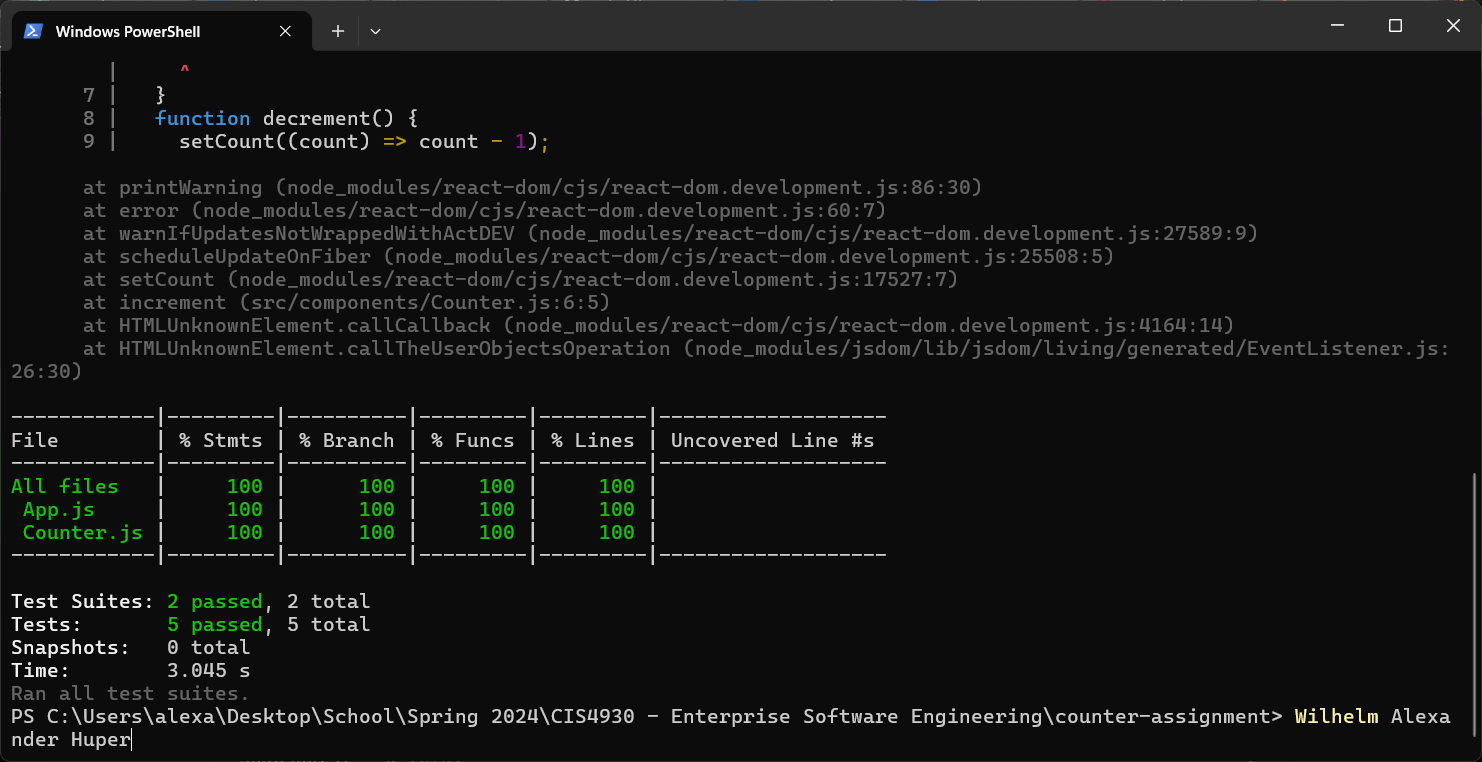 Windows PowerShell
|     ^
7 |   }
8 |   function decrement() {
9 |     setCount((count) => count - 1);
at printWarning (node_modules/react-dom/cjs/react-dom.development.js:86:30)
at error (node_modules/react-dom/cjs/react-dom.development.js:60:7)
at warnIfUpdatesNotWrappedWithActDEV (node_modules/react-dom/cjs/react-dom.development.js:27589:9)
at scheduleUpdateOnFiber (node_modules/react-dom/cjs/react-dom.development.js:25508:5)
at setCount (node_modules/react-dom/cjs/react-dom.development.js:17527:7)
at increment (src/components/Counter.js:6:5)
at HTMLUnknownElement.callCallback (node_modules/react-dom/cjs/react-dom.development.js:4164:14)
at HTMLUnknownElement.callTheUserObjectsOperation (node_modules/jsdom/lib/jsdom/living/generated/EventListener.js:
26:30)
------------|---------|----------|---------|---------|-------------------
File        | % Stmts | % Branch | % Funcs | % Lines | Uncovered Line #s
------------|---------|----------|---------|---------|-------------------
All files   |     100 |      100 |     100 |     100 |
 App.js     |     100 |      100 |     100 |     100 |
 Counter.js |     100 |      100 |     100 |     100 |
------------|---------|----------|---------|---------|-------------------
Test Suites: 2 passed, 2 total
Tests:       5 passed, 5 total
Snapshots:   0 total
Time:        3.045 s
Ran all test suites.
PS C:\Users\alexa\Desktop\School\Spring 2024\CIS4930 - Enterprise Software Engineering\counter-assignment> Wilhelm Alexa
nder Huper